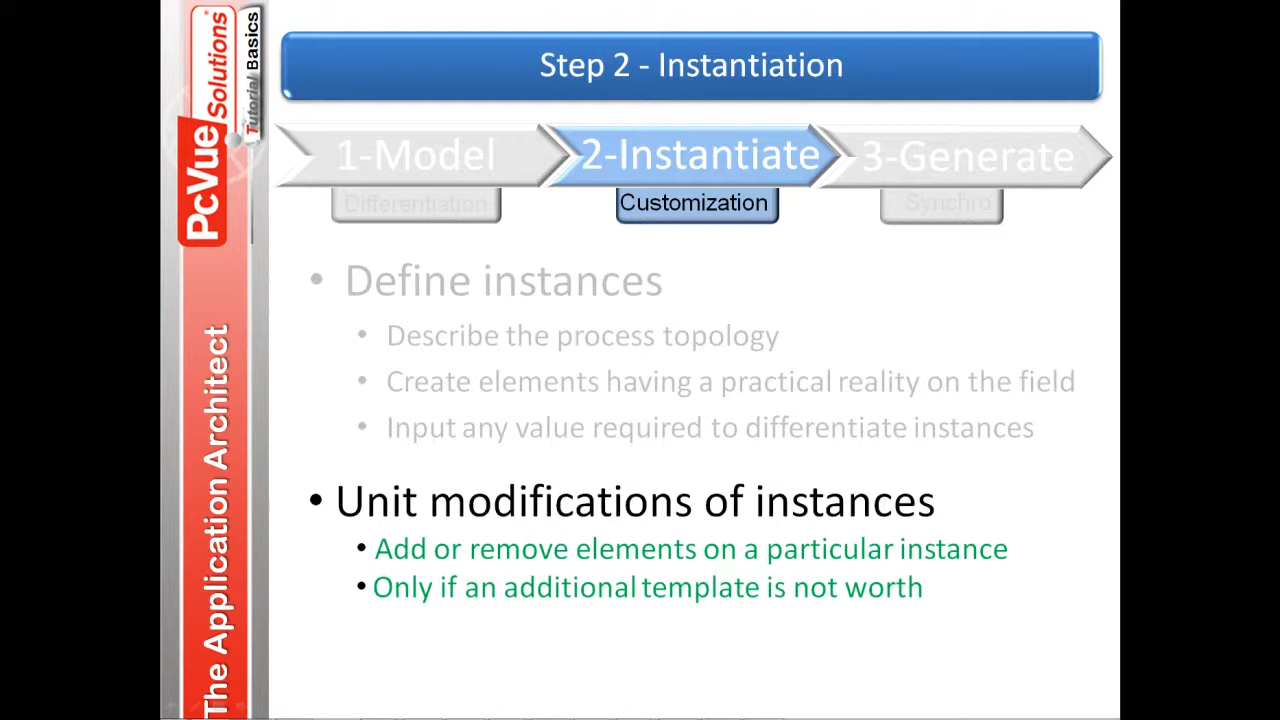 PcVue Solutions
Tutorial Basics
The Application Architect
Step 2 - Instantiation
1-Model
2-Instantiate
3-Generate
Differentiation
Customization
Synchro
• Define instances
• Describe the process topology
• Create elements having a practical reality on the field
• Input any value required to differentiate instances
• Unit modifications of instances
• Add or remove elements on a particular instance
• Only if an additional template is not worth